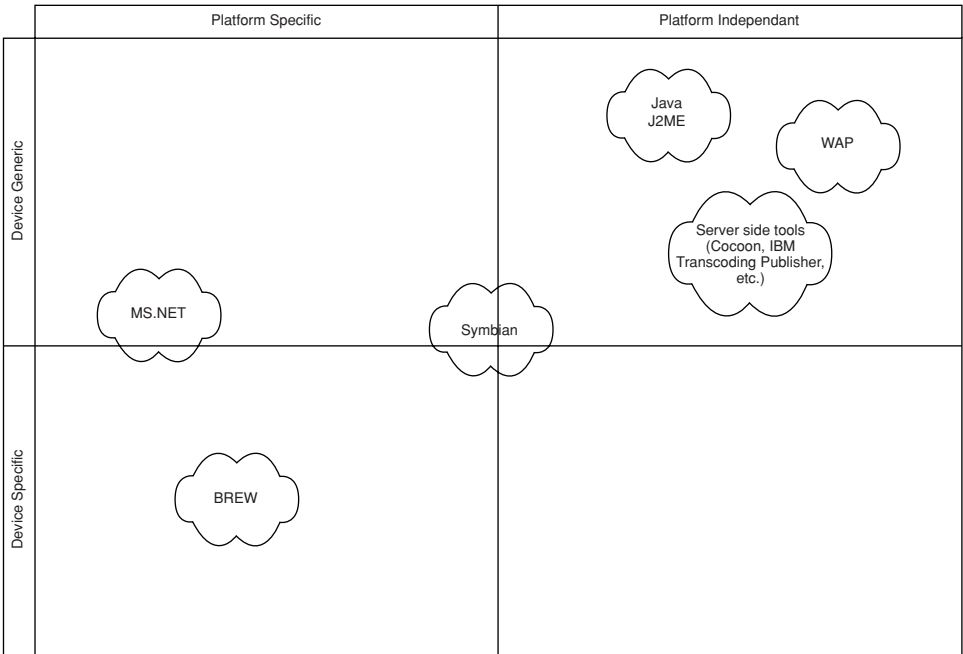 Platform Specific
Platform Independant
Device Generic
Java
J2ME
WAP
Server side tools
(Cocoon, IBM
Transcoding Publisher,
etc.)
MS.NET
Symbian
Device Specific
BREW